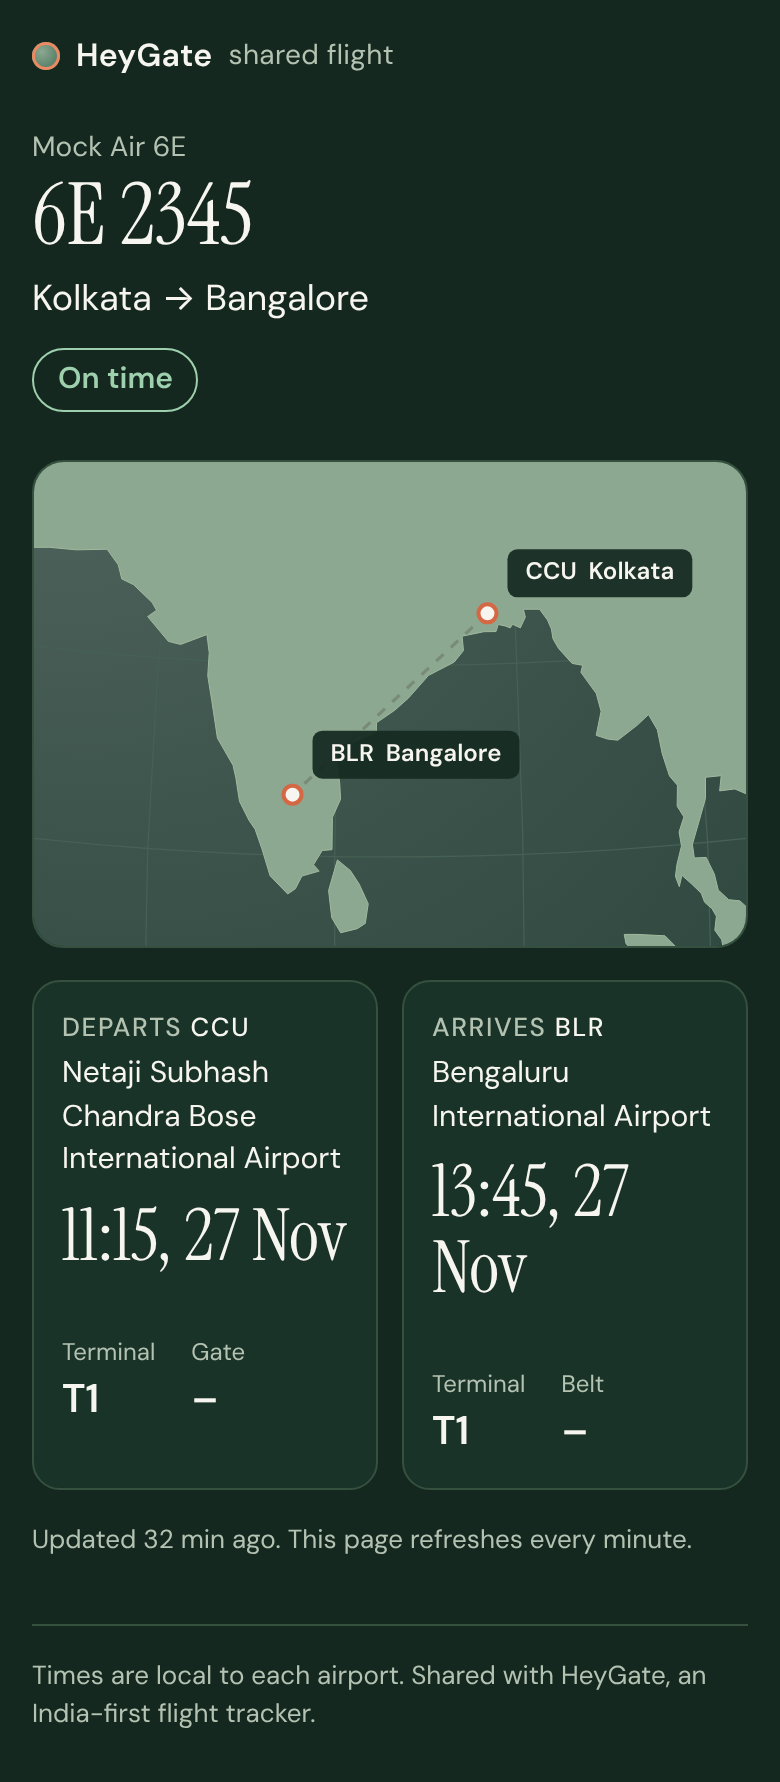 HeyGate shared flight
Mock Air 6E
6E 2345
Kolkata → Bangalore
On time
CCU Kolkata
BLR Bangalore
DEPARTS CCU
Netaji Subhash
Chandra Bose
International Airport
11:15, 27 Nov
Terminal Gate
T1 –
ARRIVES BLR
Bengaluru
International Airport
13:45, 27
Nov
Terminal Belt
T1 –
Updated 32 min ago. This page refreshes every minute.
Times are local to each airport. Shared with HeyGate, an
India-first flight tracker.